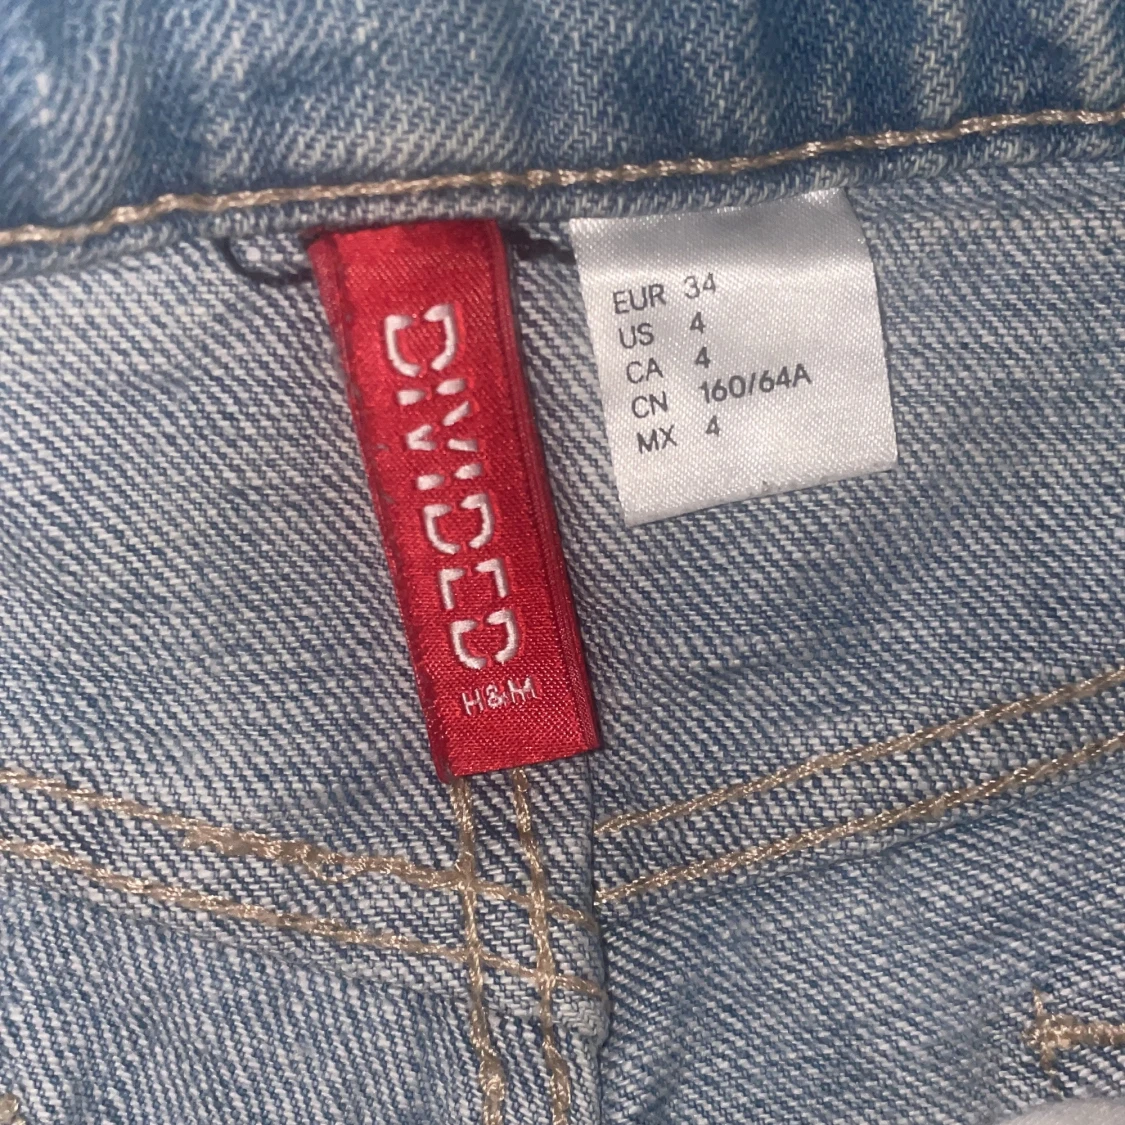 DIVIDED
H&M
EUR 34
US 4
CA 4
CN 160/64A
MX 4